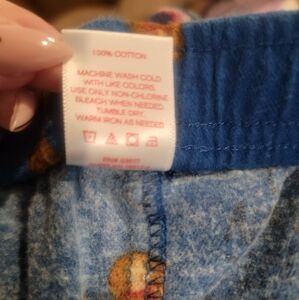 100% COTTON
MACHINE WASH COLD
WITH LIKE COLORS.
USE ONLY NON-CHLORINE
BLEACH WHEN NEEDED.
TUMBLE DRY.
WARM IRON AS NEEDED.